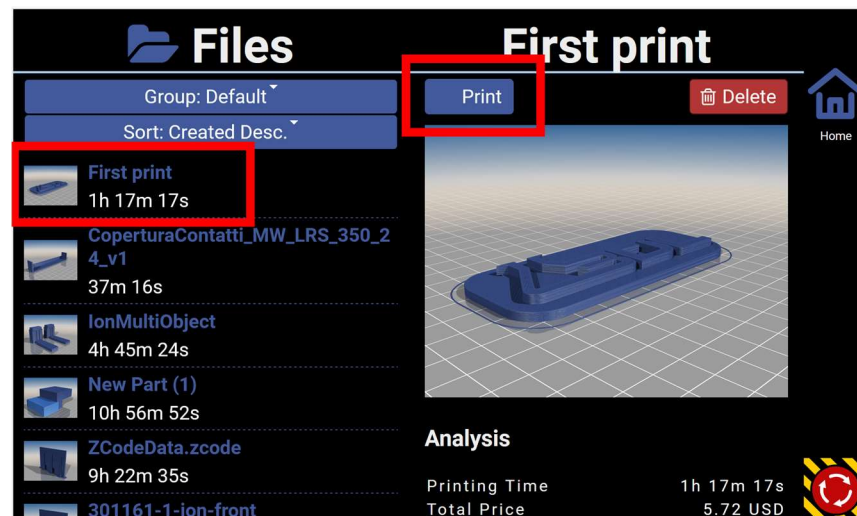 Files
Group: Default
Sort: Created Desc.
First print
1h 17m 17s
CoperturaContatti_MW_LRS_350_2
4_v1
37m 16s
IonMultiObject
4h 45m 24s
New Part (1)
10h 56m 52s
ZCodeData.zcode
9h 22m 35s
301161-1-ion-front
First print
Print
Delete
Analysis
Printing Time 1h 17m 17s
Total Price 5.72 USD
Home